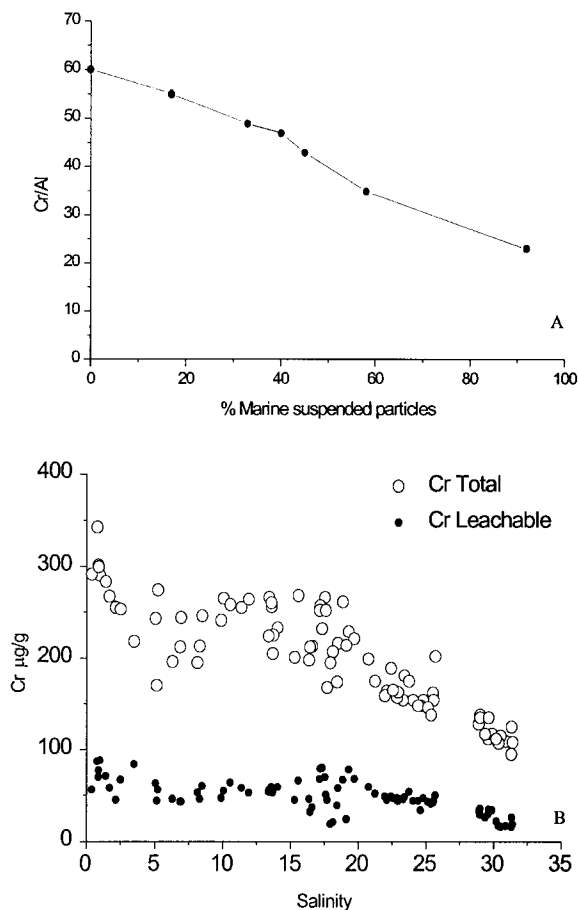 70
60
50
40
30
20
10
0
Cr/Al
A
0 20 40 60 80 100
% Marine suspended particles
400
300
200
100
0
Cr µg/g
Cr Total
Cr Leachable
B
0 5 10 15 20 25 30 35
Salinity